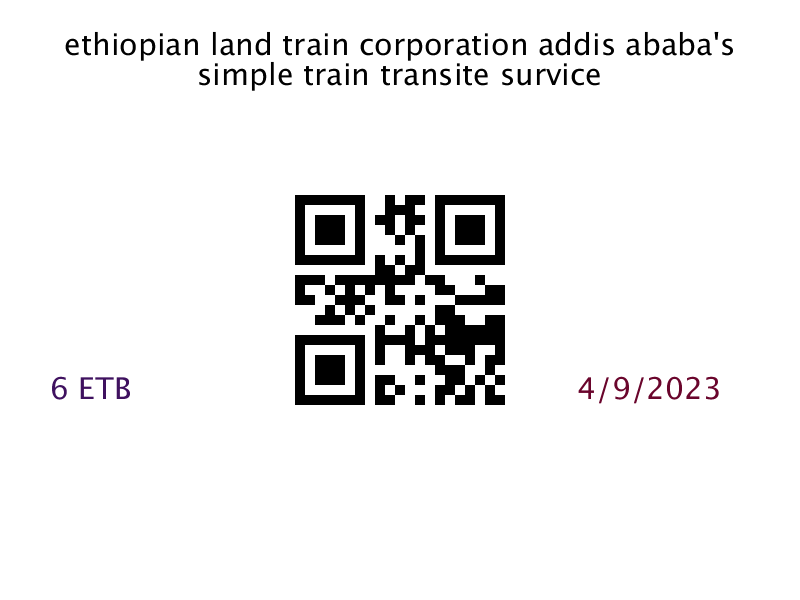 ethiopian land train corporation addis ababa's
simple train transite survice
6 ETB
4/9/2023